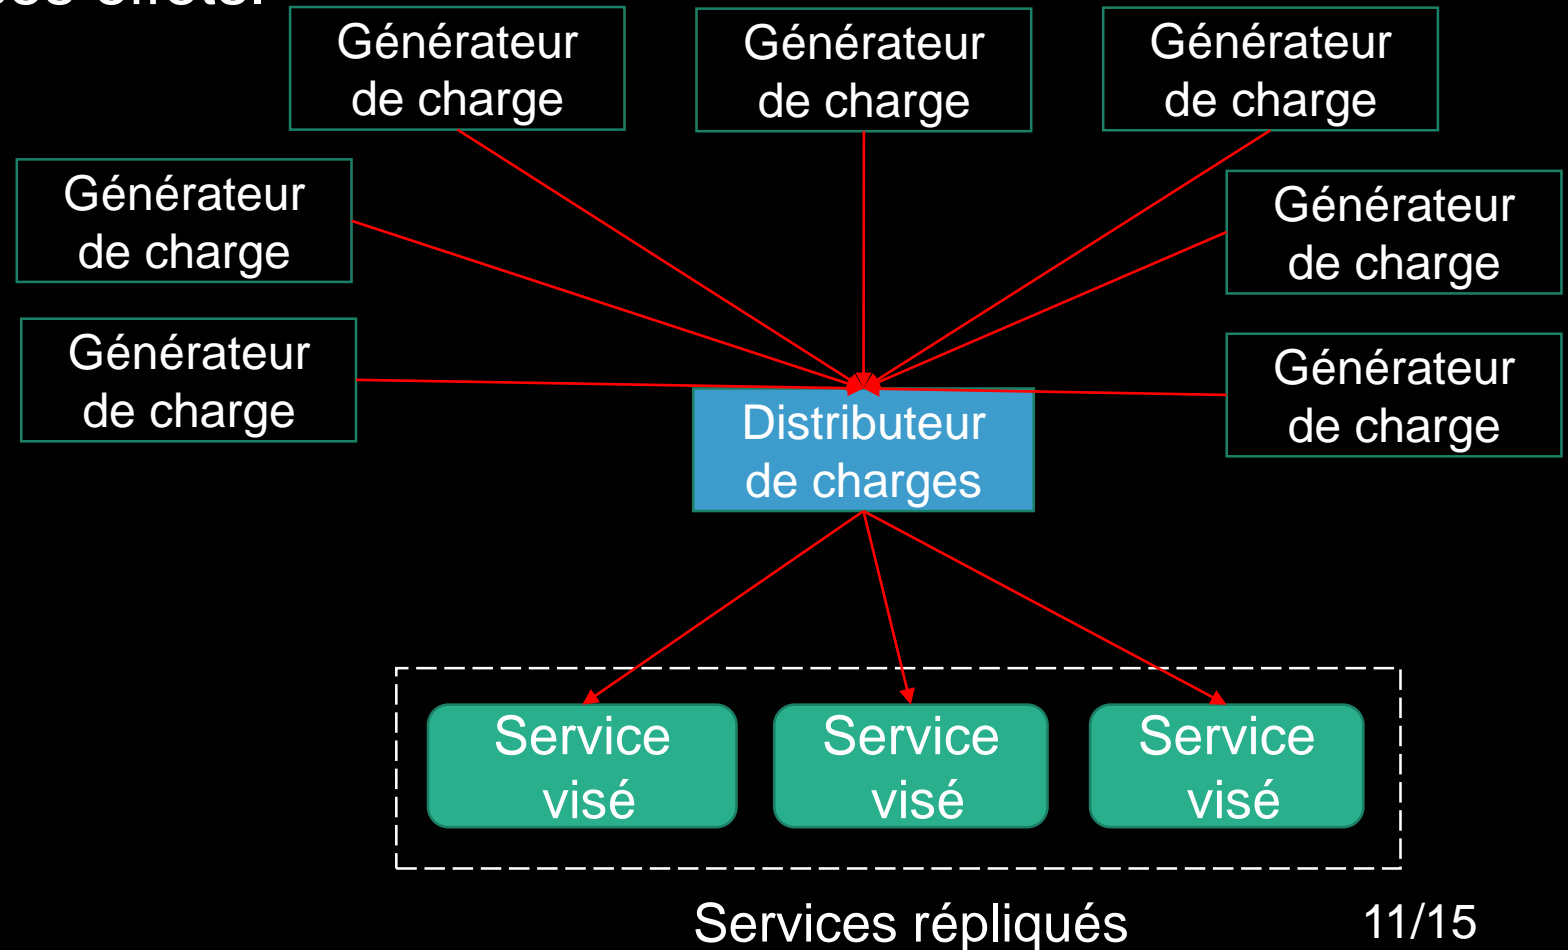 Générateur
de charge
Générateur
de charge
Générateur
de charge
Générateur
de charge
Générateur
de charge
Générateur
de charge
Générateur
de charge
Distributeur
de charges
Service
visé
Service
visé
Service
visé
Services répliqués
11/15